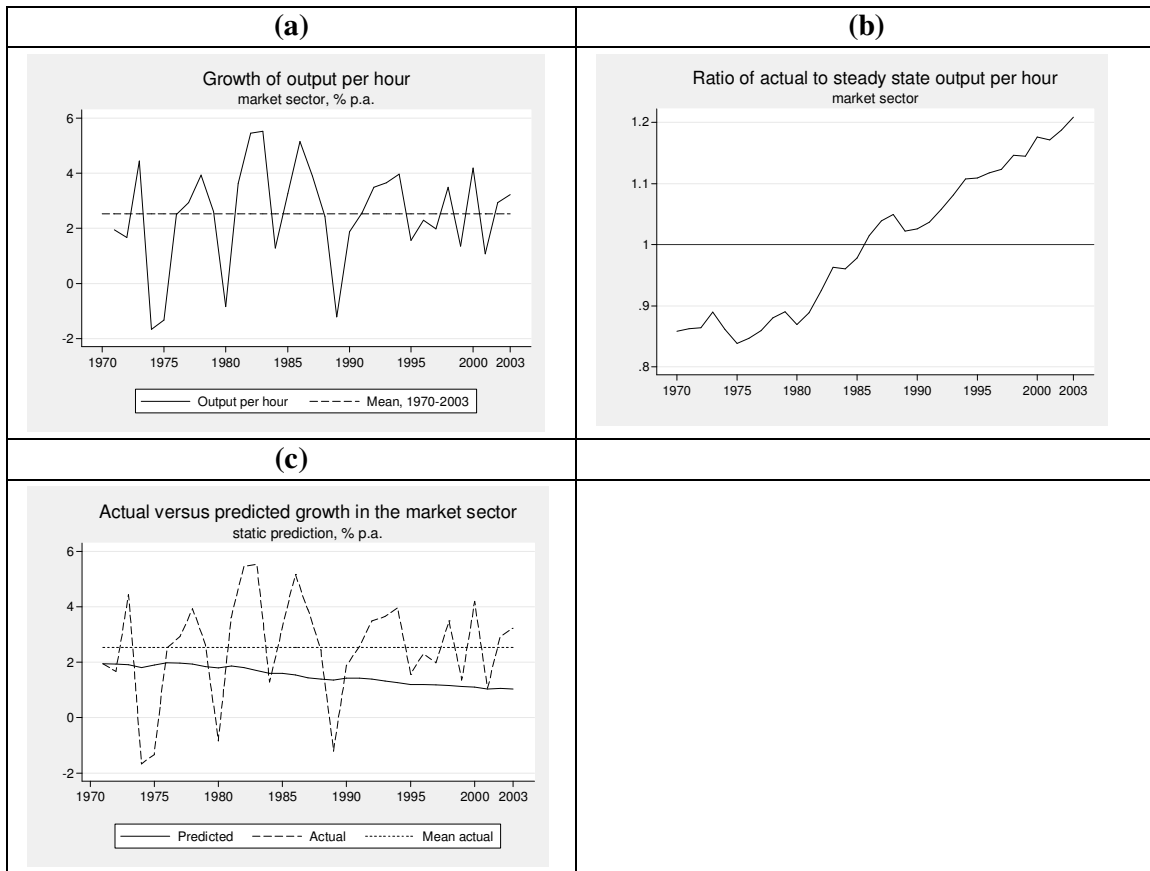 (a)
(b)
Growth of output per hour
market sector, % p.a.
6
4
2
0
-2
1970 1975 1980 1985 1990 1995 2000 2003
Output per hour Mean, 1970-2003
Ratio of actual to steady state output per hour
market sector
1.2
1.1
1
.9
.8
1970 1975 1980 1985 1990 1995 2000 2003
(c)
Actual versus predicted growth in the market sector
static prediction, % p.a.
6
4
2
0
-2
1970 1975 1980 1985 1990 1995 2000 2003
Predicted Actual Mean actual